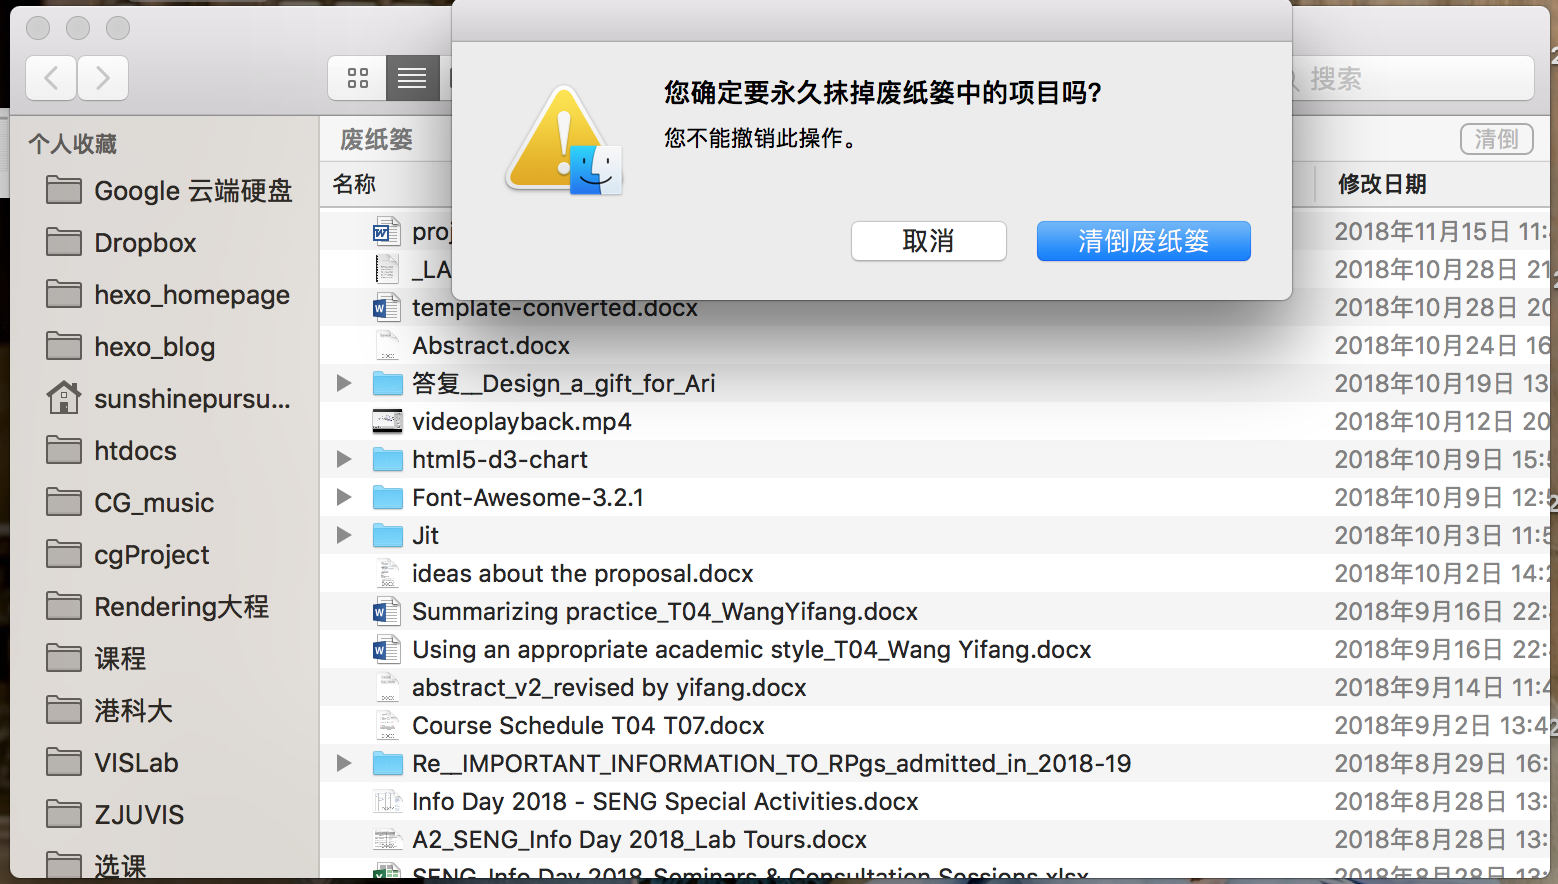 您确定要永久抹掉废纸篓中的项目吗?
您不能撤销此操作。
取消
清倒废纸篓
搜索
个人收藏
Google 云端硬盘
Dropbox
hexo_homepage
hexo_blog
sunshinepursu...
htdocs
CG_music
cgProject
Rendering大程
课程
港科大
VISLab
ZJUVIS
选课
废纸篓
清倒
名称 修改日期
proj 2018年11月15日 11:
_LA 2018年10月28日 21
template-converted.docx 2018年10月28日 20
Abstract.docx 2018年10月24日 16
答复__Design_a_gift_for_Ari 2018年10月19日 13
videoplayback.mp4 2018年10月12日 20
html5-d3-chart 2018年10月9日 15:
Font-Awesome-3.2.1 2018年10月9日 12:
Jit 2018年10月3日 11:5
ideas about the proposal.docx 2018年10月2日 14:2
Summarizing practice_T04_WangYifang.docx 2018年9月16日 22:
Using an appropriate academic style_T04_Wang Yifang.docx 2018年9月16日 22:
abstract_v2_revised by yifang.docx 2018年9月14日 11:4
Course Schedule T04 T07.docx 2018年9月2日 13:4
Re__IMPORTANT_INFORMATION_TO_RPgs_admitted_in_2018-19 2018年8月29日 16:
Info Day 2018 - SENG Special Activities.docx 2018年8月28日 13:
A2_SENG_Info Day 2018_Lab Tours.docx 2018年8月28日 13:
SENG_Info Day 2018_Seminars & Consultation Sessions.xlsx 2018年8月28日 13: